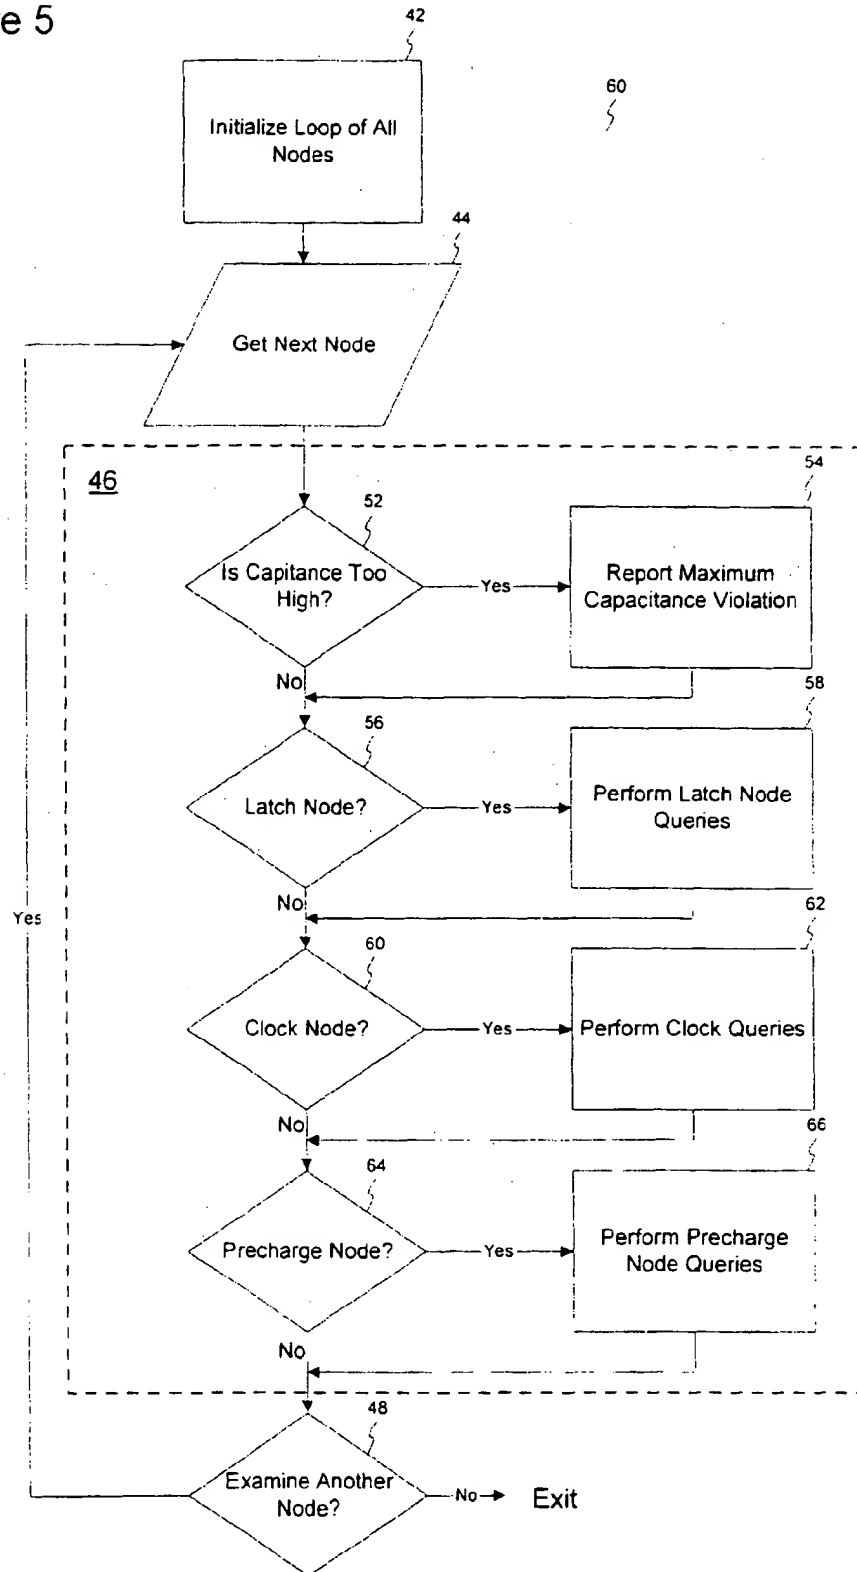 e 5
42
60
Initialize Loop of All
Nodes
44
Get Next Node
46
52
54
Is Capitance Too
High?
Yes
Report Maximum
Capacitance Violation
No
56
58
Latch Node?
Yes
Perform Latch Node
Queries
No
Yes
60
62
Clock Node?
Yes
Perform Clock Queries
No
64
66
Precharge Node?
Yes
Perform Precharge
Node Queries
No
48
Examine Another
Node?
No
Exit